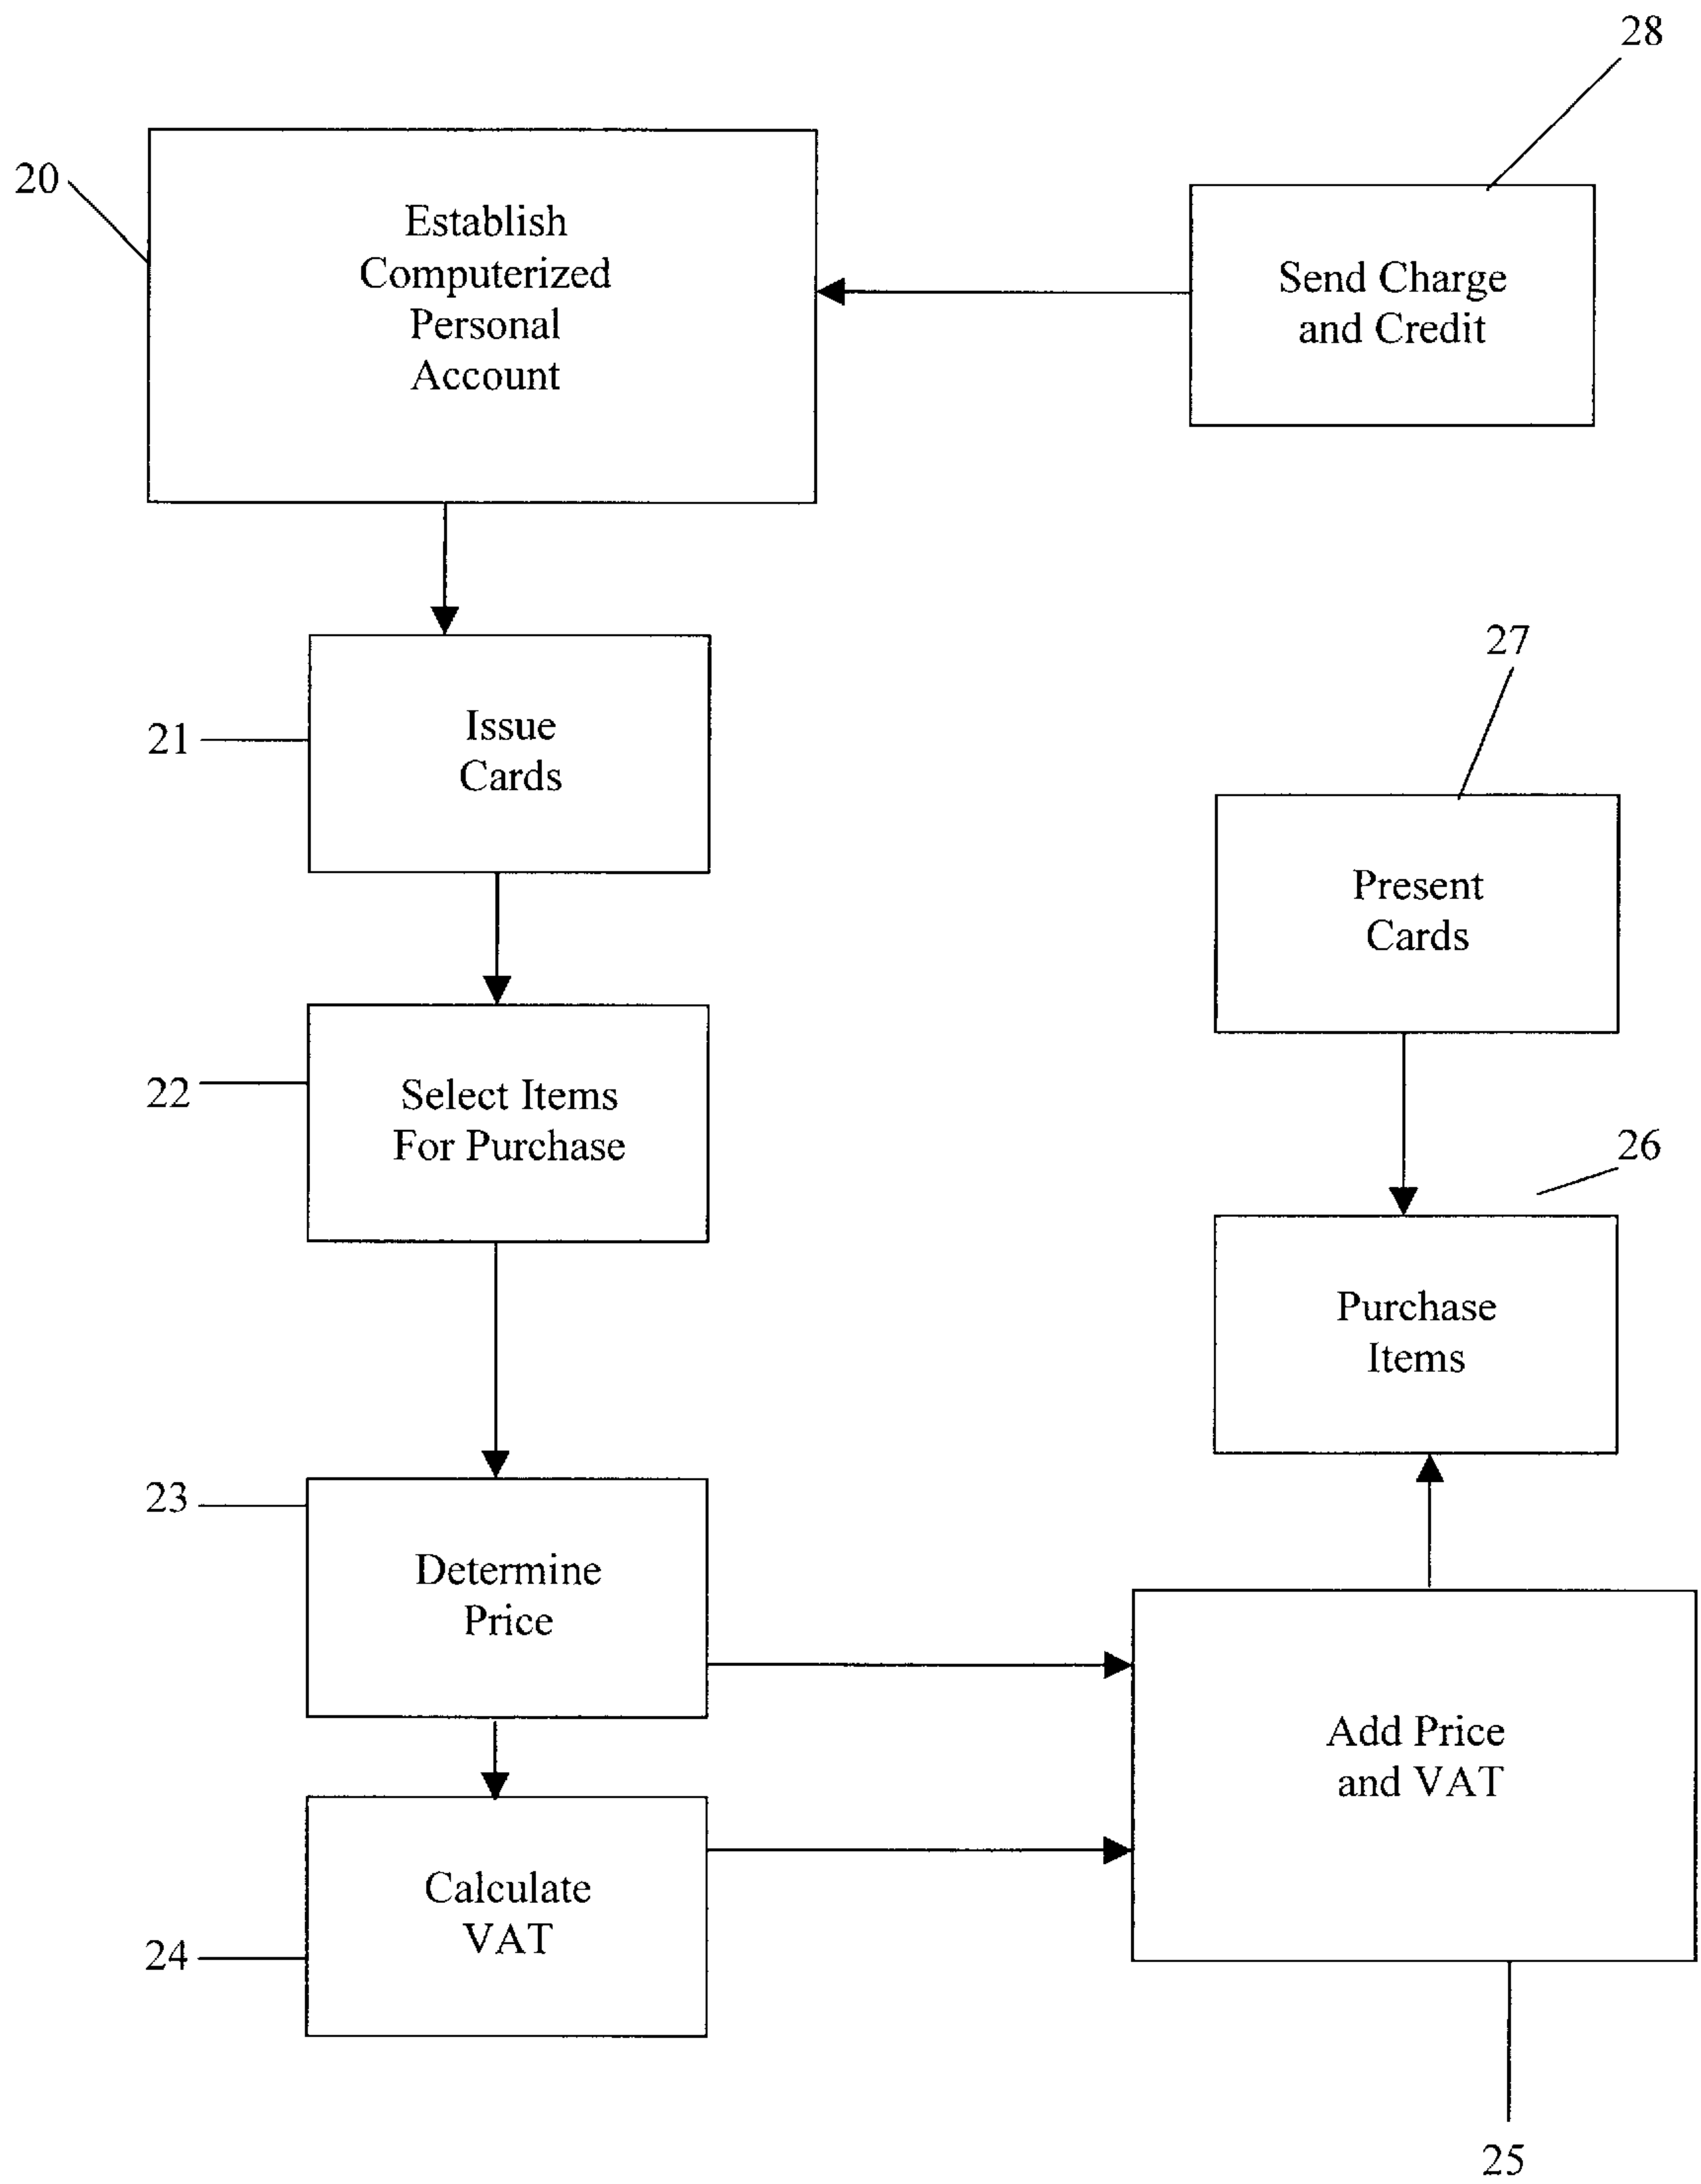 28
20
Establish
Computerized
Personal
Account
Send Charge
and Credit
27
21
Issue
Cards
Present
Cards
22
Select Items
For Purchase
26
Purchase
Items
23
Determine
Price
Add Price
and VAT
Calculate
VAT
24
25